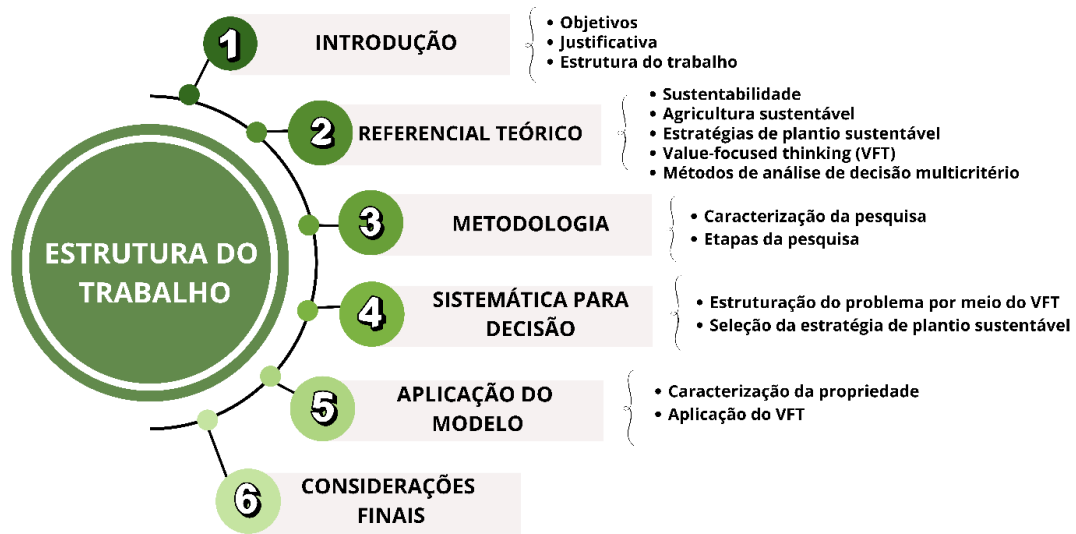 ESTRUTURA DO
TRABALHO
1
INTRODUÇÃO
• Objetivos
• Justificativa
• Estrutura do trabalho
2
REFERENCIAL TEÓRICO
• Sustentabilidade
• Agricultura sustentável
• Estratégias de plantio sustentável
• Value-focused thinking (VFT)
• Métodos de análise de decisão multicritério
3
METODOLOGIA
• Caracterização da pesquisa
• Etapas da pesquisa
4
SISTEMÁTICA PARA
DECISÃO
• Estruturação do problema por meio do VFT
• Seleção da estratégia de plantio sustentável
5
APLICAÇÃO DO
MODELO
• Caracterização da propriedade
• Aplicação do VFT
6
CONSIDERAÇÕES
FINAIS